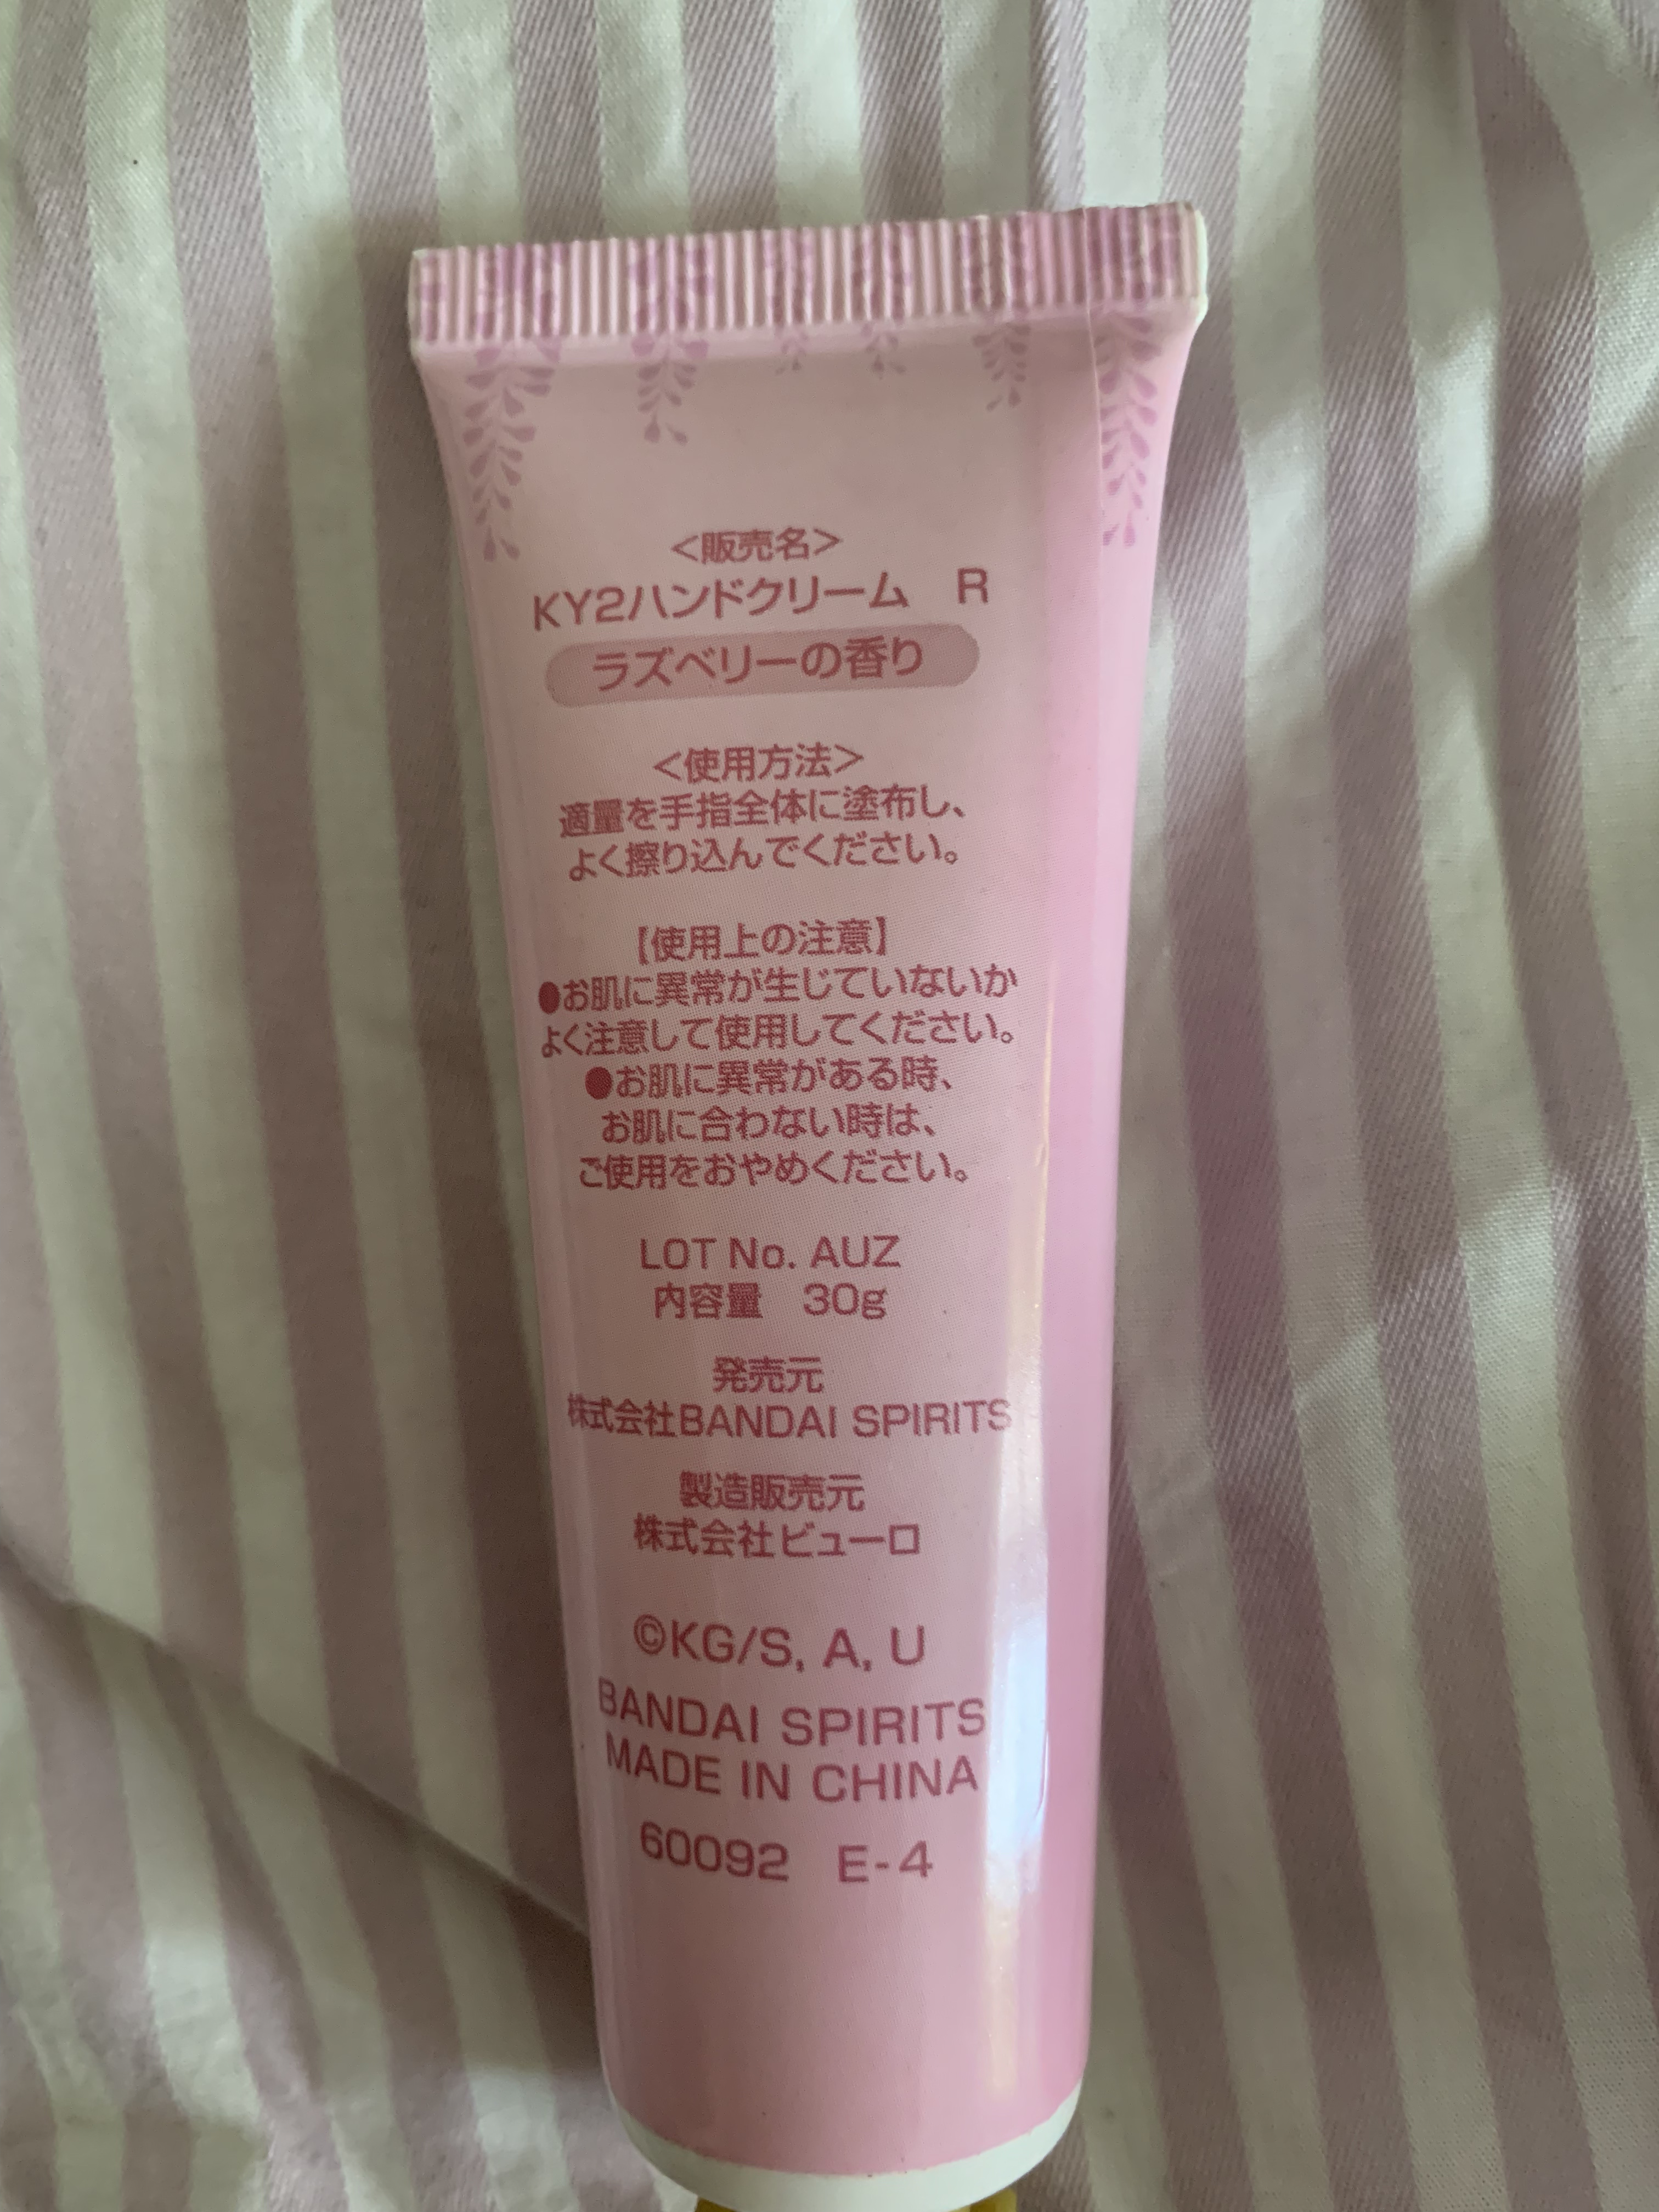 <販売名>
KY2ハンドクリーム　R
ラズベリーの香り
<使用方法>
適量を手指全体に塗布し、
よく擦り込んでください。
【使用上の注意】
●お肌に異常が生じていないか
よく注意して使用してください。
●お肌に異常がある時、
お肌に合わない時は、
ご使用をおやめください。
LOT No. AUZ
内容量　30g
発売元
株式会社BANDAI SPIRITS
製造販売元
株式会社ビューロ
©KG/S, A, U
BANDAI SPIRITS
MADE IN CHINA
60092　E-4